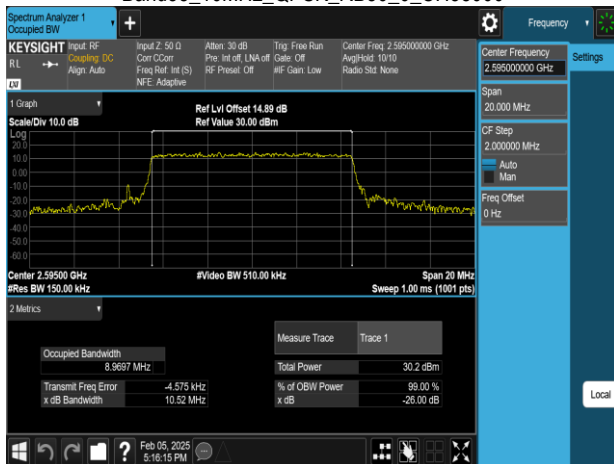 Spectrum Analyzer 1
Occupied BW
Frequency
KEYSIGHT
RL
LXI
Input: RF
Coupling: DC
Align: Auto
Input Z: 50 Ω
Corr CCorr
Freq Ref: Int (S)
NFE: Adaptive
Atten: 30 dB
Pre: Int off, LNA off
RF Presel: Off
Trig: Free Run
Gate: Off
#IF Gain: Low
Center Freq: 2.595000000 GHz
Avg|Hold: 10/10
Radio Std: None
Center Frequency
2.595000000 GHz
Settings
Span
20.000 MHz
CF Step
2.000000 MHz
Auto
Man
Freq Offset
0 Hz
Local
1 Graph
Scale/Div 10.0 dB
Ref Lvl Offset 14.89 dB
Ref Value 30.00 dBm
Log
20.0
10.0
0.00
-10.0
-20.0
-30.0
-40.0
-50.0
-60.0
Center 2.59500 GHz
#Video BW 510.00 kHz
Span 20 MHz
#Res BW 150.00 kHz
Sweep 1.00 ms (1001 pts)
2 Metrics
Measure Trace
Trace 1
Occupied Bandwidth
8.9697 MHz
Total Power
30.2 dBm
Transmit Freq Error
-4.575 kHz
% of OBW Power
99.00 %
x dB Bandwidth
10.52 MHz
x dB
-26.00 dB
?
Feb 05, 2025
5:16:15 PM